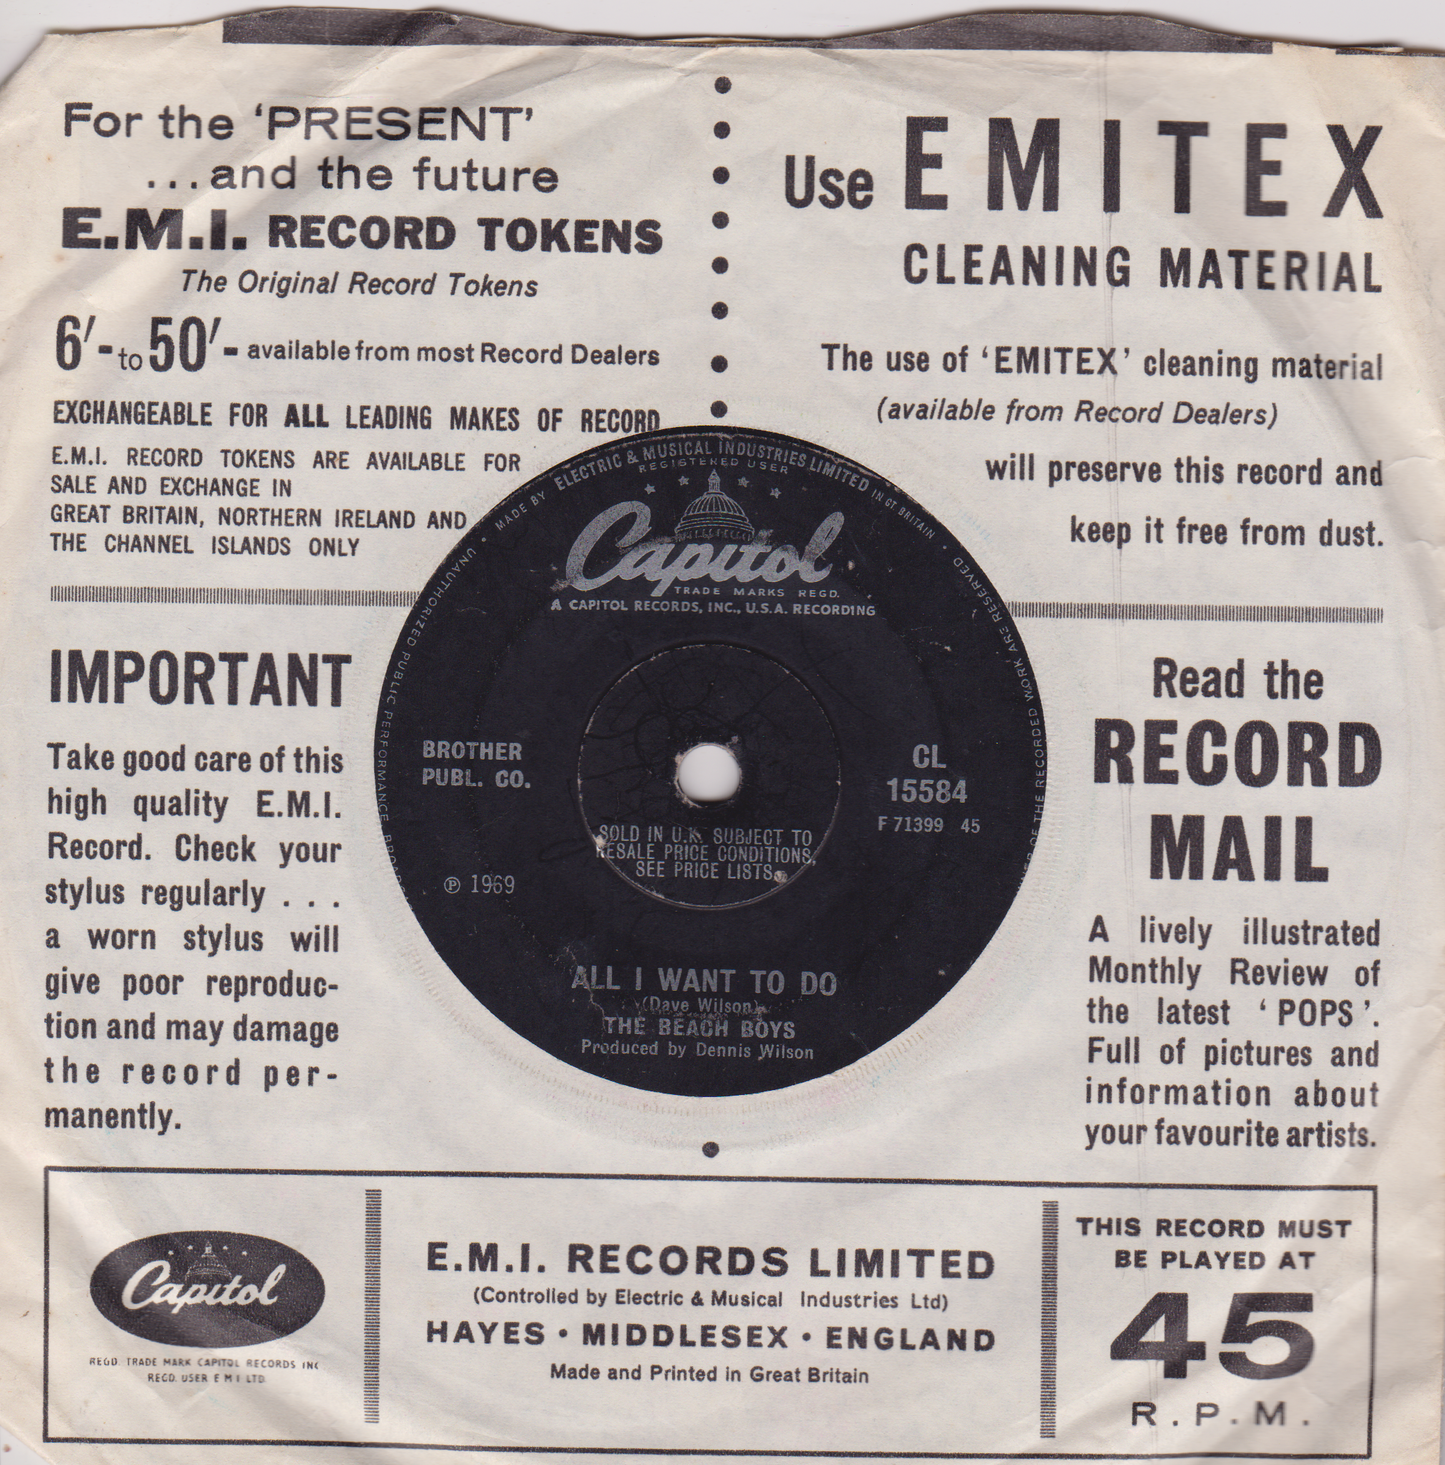 For the ‘PRESENT’
...and the future
E.M.I. RECORD TOKENS
The Original Record Tokens
6/- to 50/- available from most Record Dealers
EXCHANGEABLE FOR ALL LEADING MAKES OF RECORD
E.M.I. RECORD TOKENS ARE AVAILABLE FOR
SALE AND EXCHANGE IN
GREAT BRITAIN, NORTHERN IRELAND AND
THE CHANNEL ISLANDS ONLY
Use EMITEX
CLEANING MATERIAL
The use of ‘EMITEX’ cleaning material
(available from Record Dealers)
will preserve this record and
keep it free from dust.
IMPORTANT
Take good care of this
high quality E.M.I.
Record. Check your
stylus regularly . . .
a worn stylus will
give poor reproduc-
tion and may damage
the record per-
manently.
MADE BY ELECTRIC & MUSICAL INDUSTRIES LIMITED IN GT BRITAIN •
REGISTERED USER
Capitol
TRADE MARKS REGD.
A CAPITOL RECORDS, INC., U.S.A. RECORDING
OF THE RECORDED WORK ARE RESERVED
UNAUTHORIZED PUBLIC PERFORMANCE
BROTHER
PUBL. CO.
CL
15584
F 71399 45
SOLD IN U.K. SUBJECT TO
RESALE PRICE CONDITIONS,
SEE PRICE LISTS
℗ 1969
ALL I WANT TO DO
(Dave Wilson)
THE BEACH BOYS
Produced by Dennis Wilson
Read the
RECORD
MAIL
A lively illustrated
Monthly Review of
the latest ‘POPS’.
Full of pictures and
information about
your favourite artists.
Capitol
REGD. TRADE MARK CAPITOL RECORDS INC
REGD. USER E M I LTD.
E.M.I. RECORDS LIMITED
(Controlled by Electric & Musical Industries Ltd)
HAYES • MIDDLESEX • ENGLAND
Made and Printed in Great Britain
THIS RECORD MUST
BE PLAYED AT
45
R.P.M.